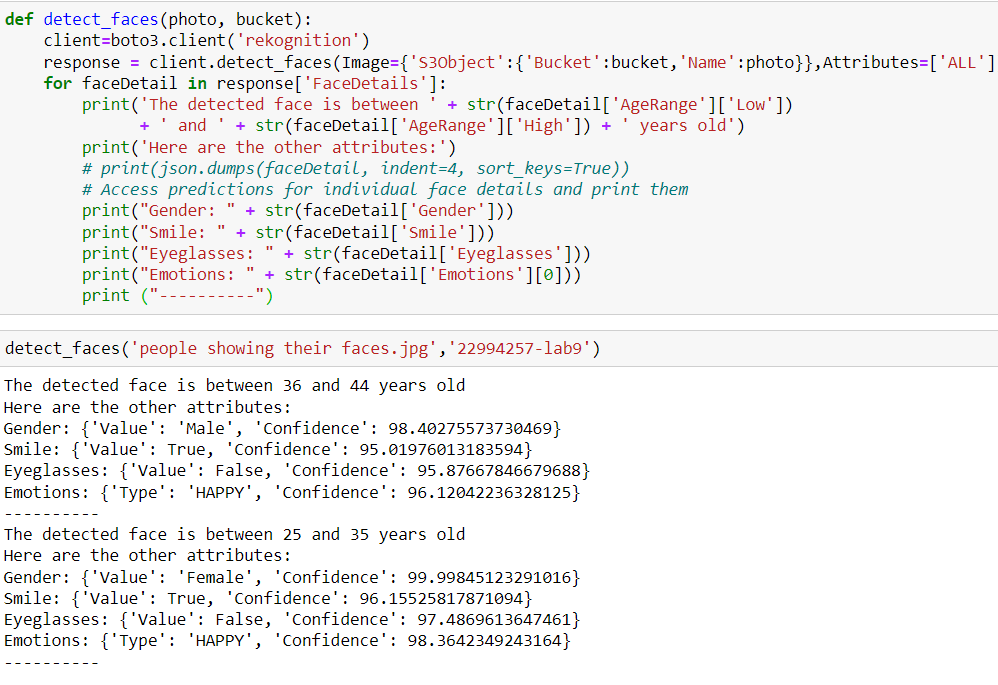 def detect_faces(photo, bucket):
    client=boto3.client('rekognition')
    response = client.detect_faces(Image={'S3Object':{'Bucket':bucket,'Name':photo}},Attributes=['ALL']
    for faceDetail in response['FaceDetails']:
        print('The detected face is between ' + str(faceDetail['AgeRange']['Low'])
              + ' and ' + str(faceDetail['AgeRange']['High']) + ' years old')
        print('Here are the other attributes:')
        # print(json.dumps(faceDetail, indent=4, sort_keys=True))
        # Access predictions for individual face details and print them
        print("Gender: " + str(faceDetail['Gender']))
        print("Smile: " + str(faceDetail['Smile']))
        print("Eyeglasses: " + str(faceDetail['Eyeglasses']))
        print("Emotions: " + str(faceDetail['Emotions'][0]))
        print ("----------")
detect_faces('people showing their faces.jpg','22994257-lab9')
The detected face is between 36 and 44 years old
Here are the other attributes:
Gender: {'Value': 'Male', 'Confidence': 98.40275573730469}
Smile: {'Value': True, 'Confidence': 95.01976013183594}
Eyeglasses: {'Value': False, 'Confidence': 95.87667846679688}
Emotions: {'Type': 'HAPPY', 'Confidence': 96.12042236328125}
----------
The detected face is between 25 and 35 years old
Here are the other attributes:
Gender: {'Value': 'Female', 'Confidence': 99.99845123291016}
Smile: {'Value': True, 'Confidence': 96.15525817871094}
Eyeglasses: {'Value': False, 'Confidence': 97.4869613647461}
Emotions: {'Type': 'HAPPY', 'Confidence': 98.3642349243164}
----------